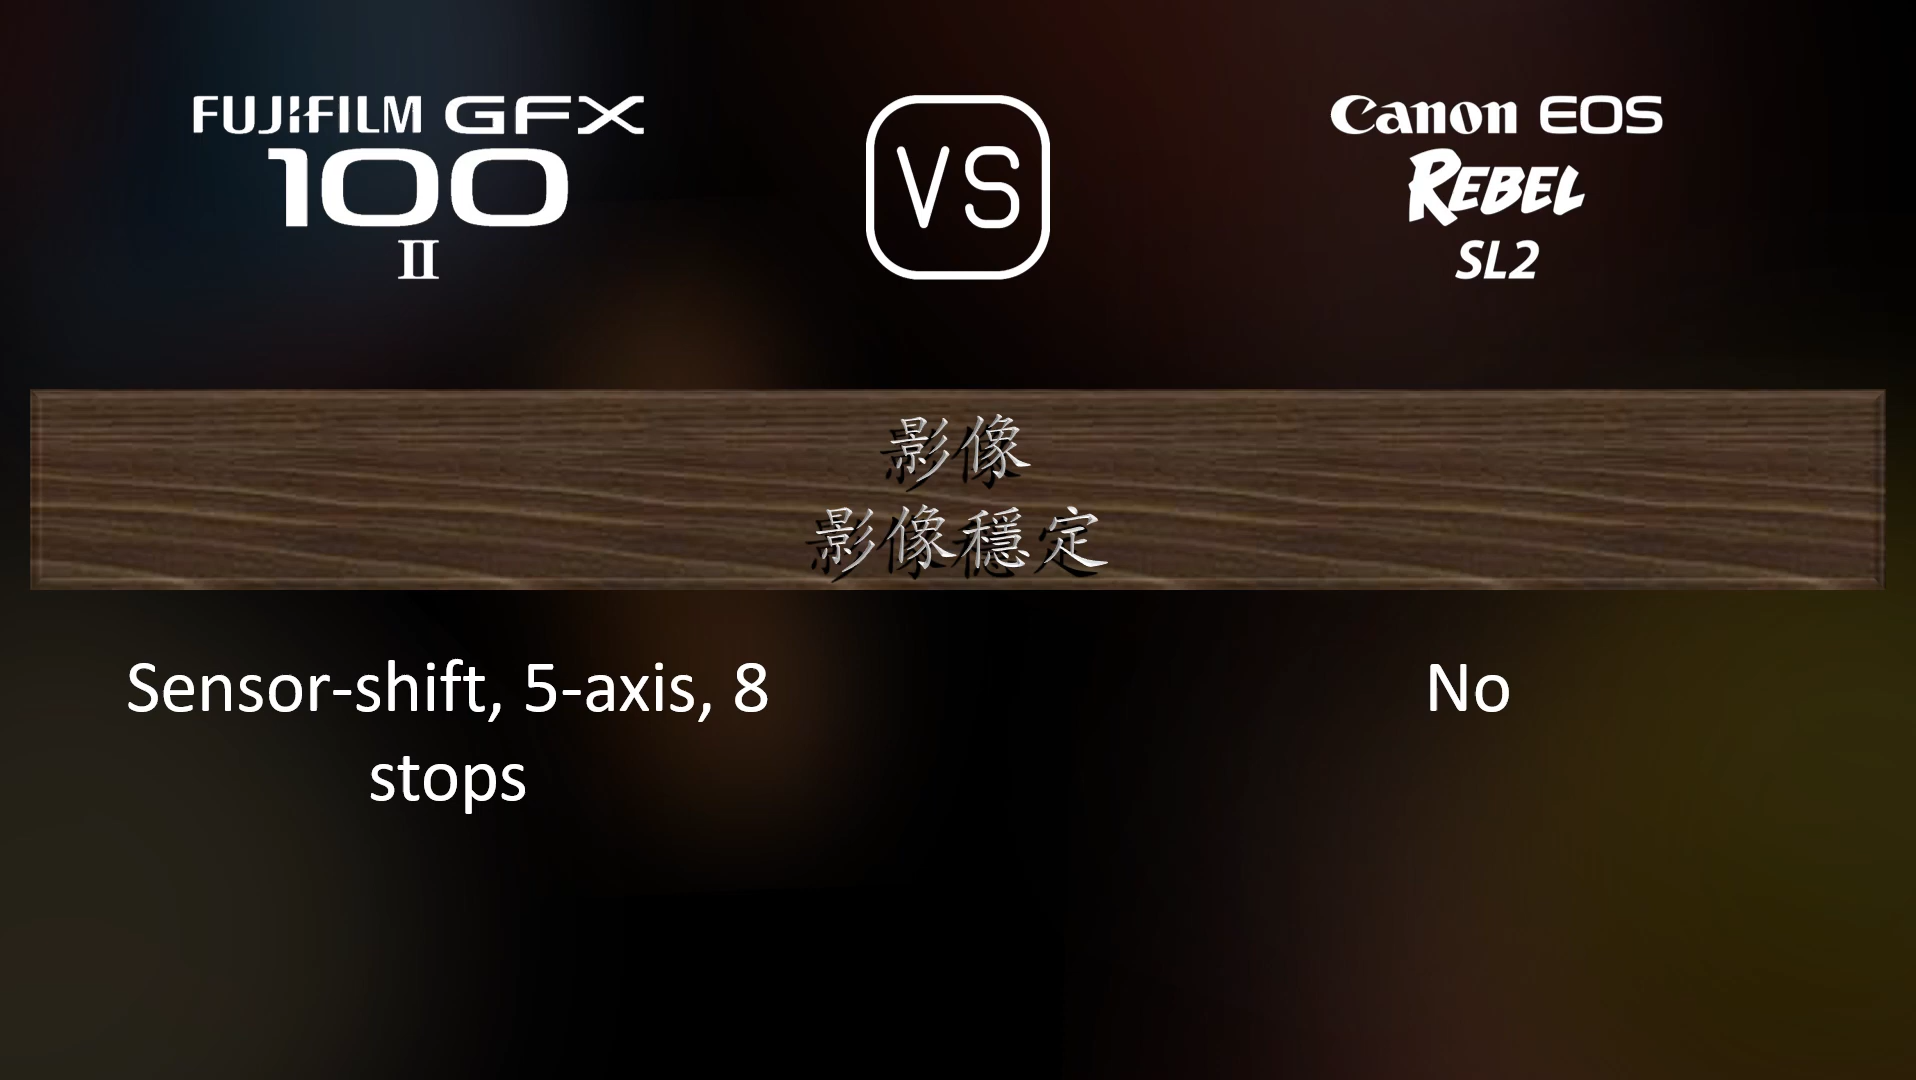 FUJIFILM GFX
100
II
VS
Canon EOS
REBEL
SL2
影像
影像穩定
Sensor-shift, 5-axis, 8
stops
No